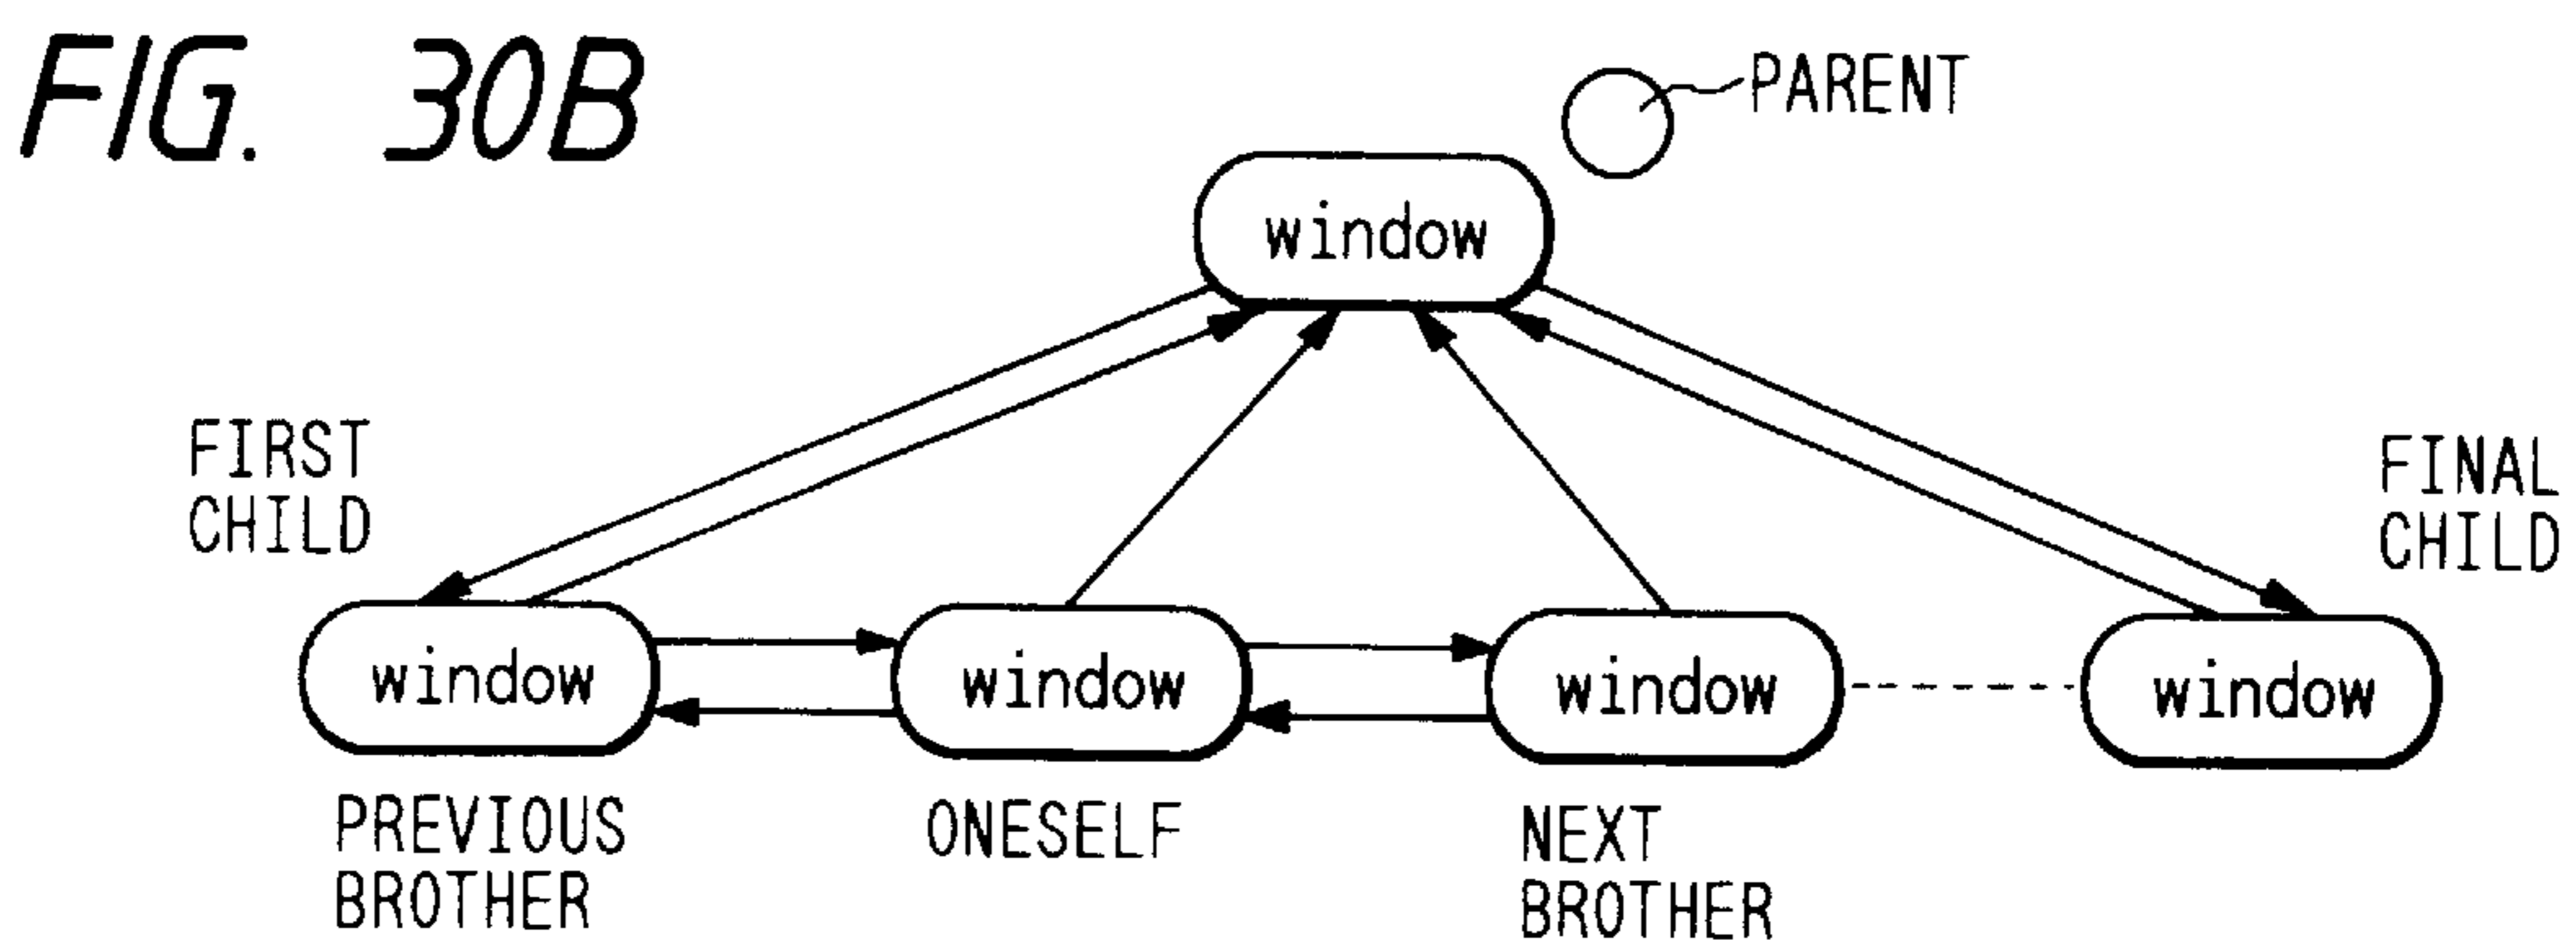 FIG. 30B
PARENT
window
FIRST
CHILD
FINAL
CHILD
window
window
window
window
PREVIOUS
BROTHER
ONESELF
NEXT
BROTHER